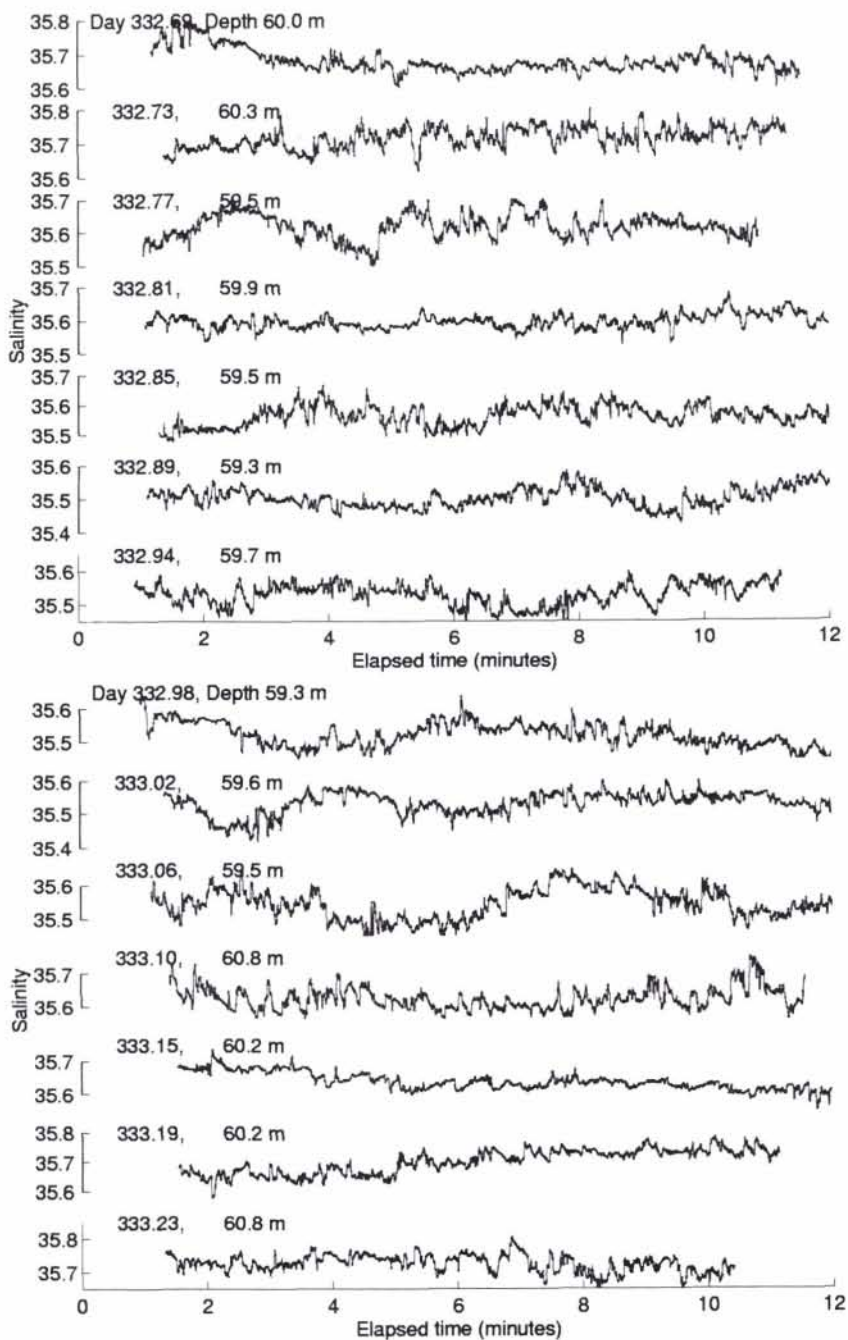 Day 332.69, Depth 60.0 m
35.8
35.7
35.6
332.73, 60.3 m
35.8
35.7
35.6
332.77, 59.5 m
35.7
35.6
35.5
332.81, 59.9 m
35.7
35.6
35.5
332.85, 59.5 m
35.7
35.6
35.5
332.89, 59.3 m
35.6
35.5
35.4
332.94, 59.7 m
35.6
35.5
Salinity
0 2 4 6 8 10 12
Elapsed time (minutes)
Day 332.98, Depth 59.3 m
35.6
35.5
333.02, 59.6 m
35.6
35.5
35.4
333.06, 59.5 m
35.6
35.5
333.10, 60.8 m
35.7
35.6
333.15, 60.2 m
35.7
35.6
333.19, 60.2 m
35.8
35.7
35.6
333.23, 60.8 m
35.8
35.7
Salinity
0 2 4 6 8 10 12
Elapsed time (minutes)